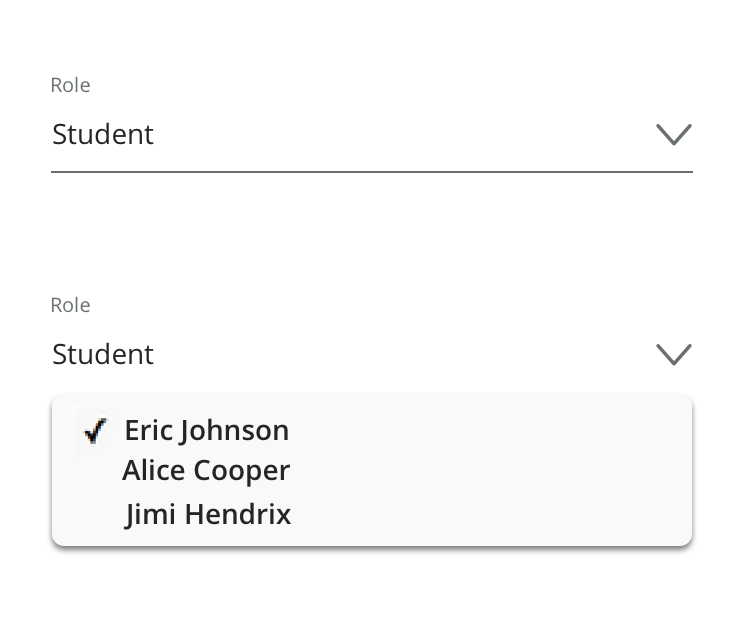 Role
Student
Role
Student
Eric Johnson
Alice Cooper
Jimi Hendrix